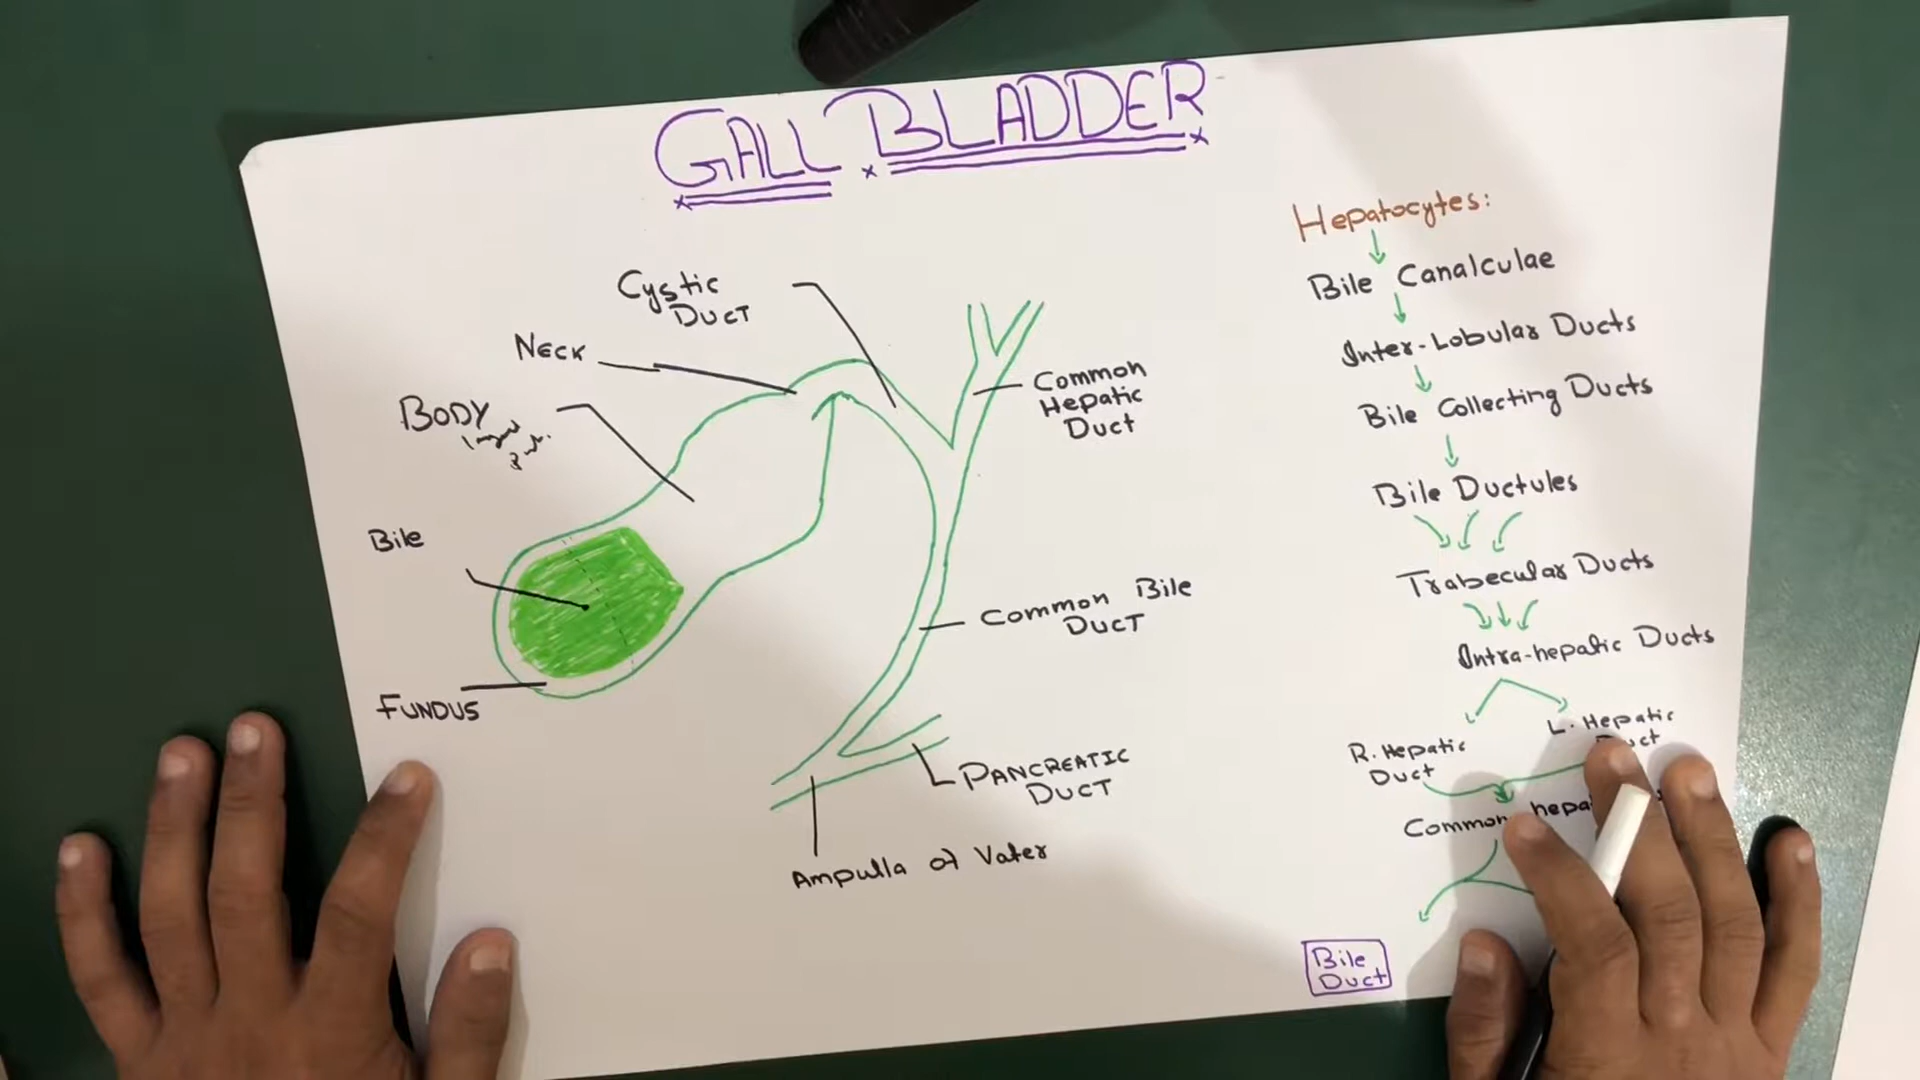 GALL BLADDER
Cystic
DUCT
NECK
BODY
Bile
FUNDUS
Common
Hepatic
Duct
Common Bile
DUCT
PANCREATIC
DUCT
Ampulla of Vater
Hepatocytes:
Bile Canalculae
Inter-Lobular Ducts
Bile Collecting Ducts
Bile Ductules
Trabecular Ducts
Intra-hepatic Ducts
R. Hepatic
Duct
L. Hepatic
Common
Bile
Duct